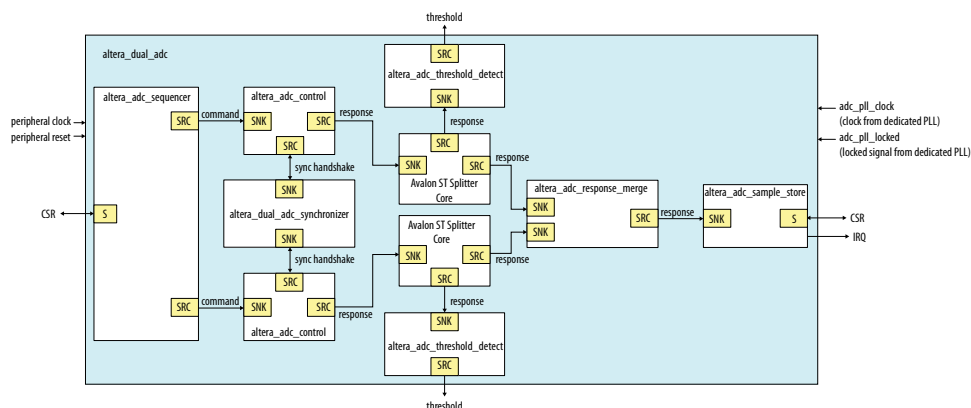 threshold
altera_dual_adc
SRC
altera_adc_threshold_detect
SNK
altera_adc_sequencer
altera_adc_control
peripheral clock
peripheral reset
SRC
command
SNK
SRC
response
SRC
response
sync handshake
SRC
SNK
SRC
response
Avalon ST Splitter
Core
adc_pll_clock
(clock from dedicated PLL)
adc_pll_locked
(locked signal from dedicated PLL)
SNK
altera_dual_adc_synchronizer
SNK
CSR
S
altera_adc_response_merge
SNK
SNK
SRC
response
altera_adc_sample_store
SNK
S
CSR
IRQ
Avalon ST Splitter
Core
SNK
SRC
response
SRC
response
sync handshake
SRC
SRC
command
SNK
SRC
response
altera_adc_control
SNK
altera_adc_threshold_detect
SRC
threshold